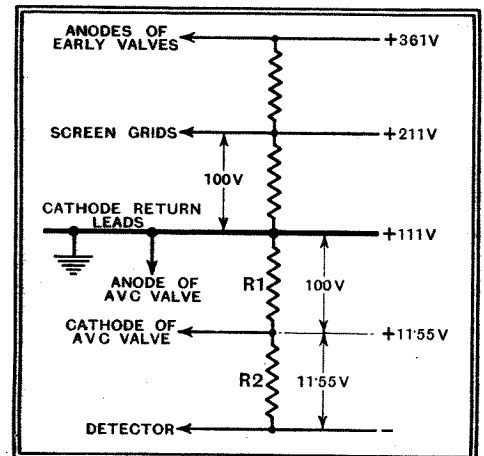 ANODES OF
EARLY VALVES
+361V
SCREEN GRIDS
+211V
100V
CATHODE RETURN
LEADS
+111V
ANODE OF
AVC VALVE
R1
100V
CATHODE OF
AVC VALVE
+11·55V
R2
11·55V
DETECTOR
−